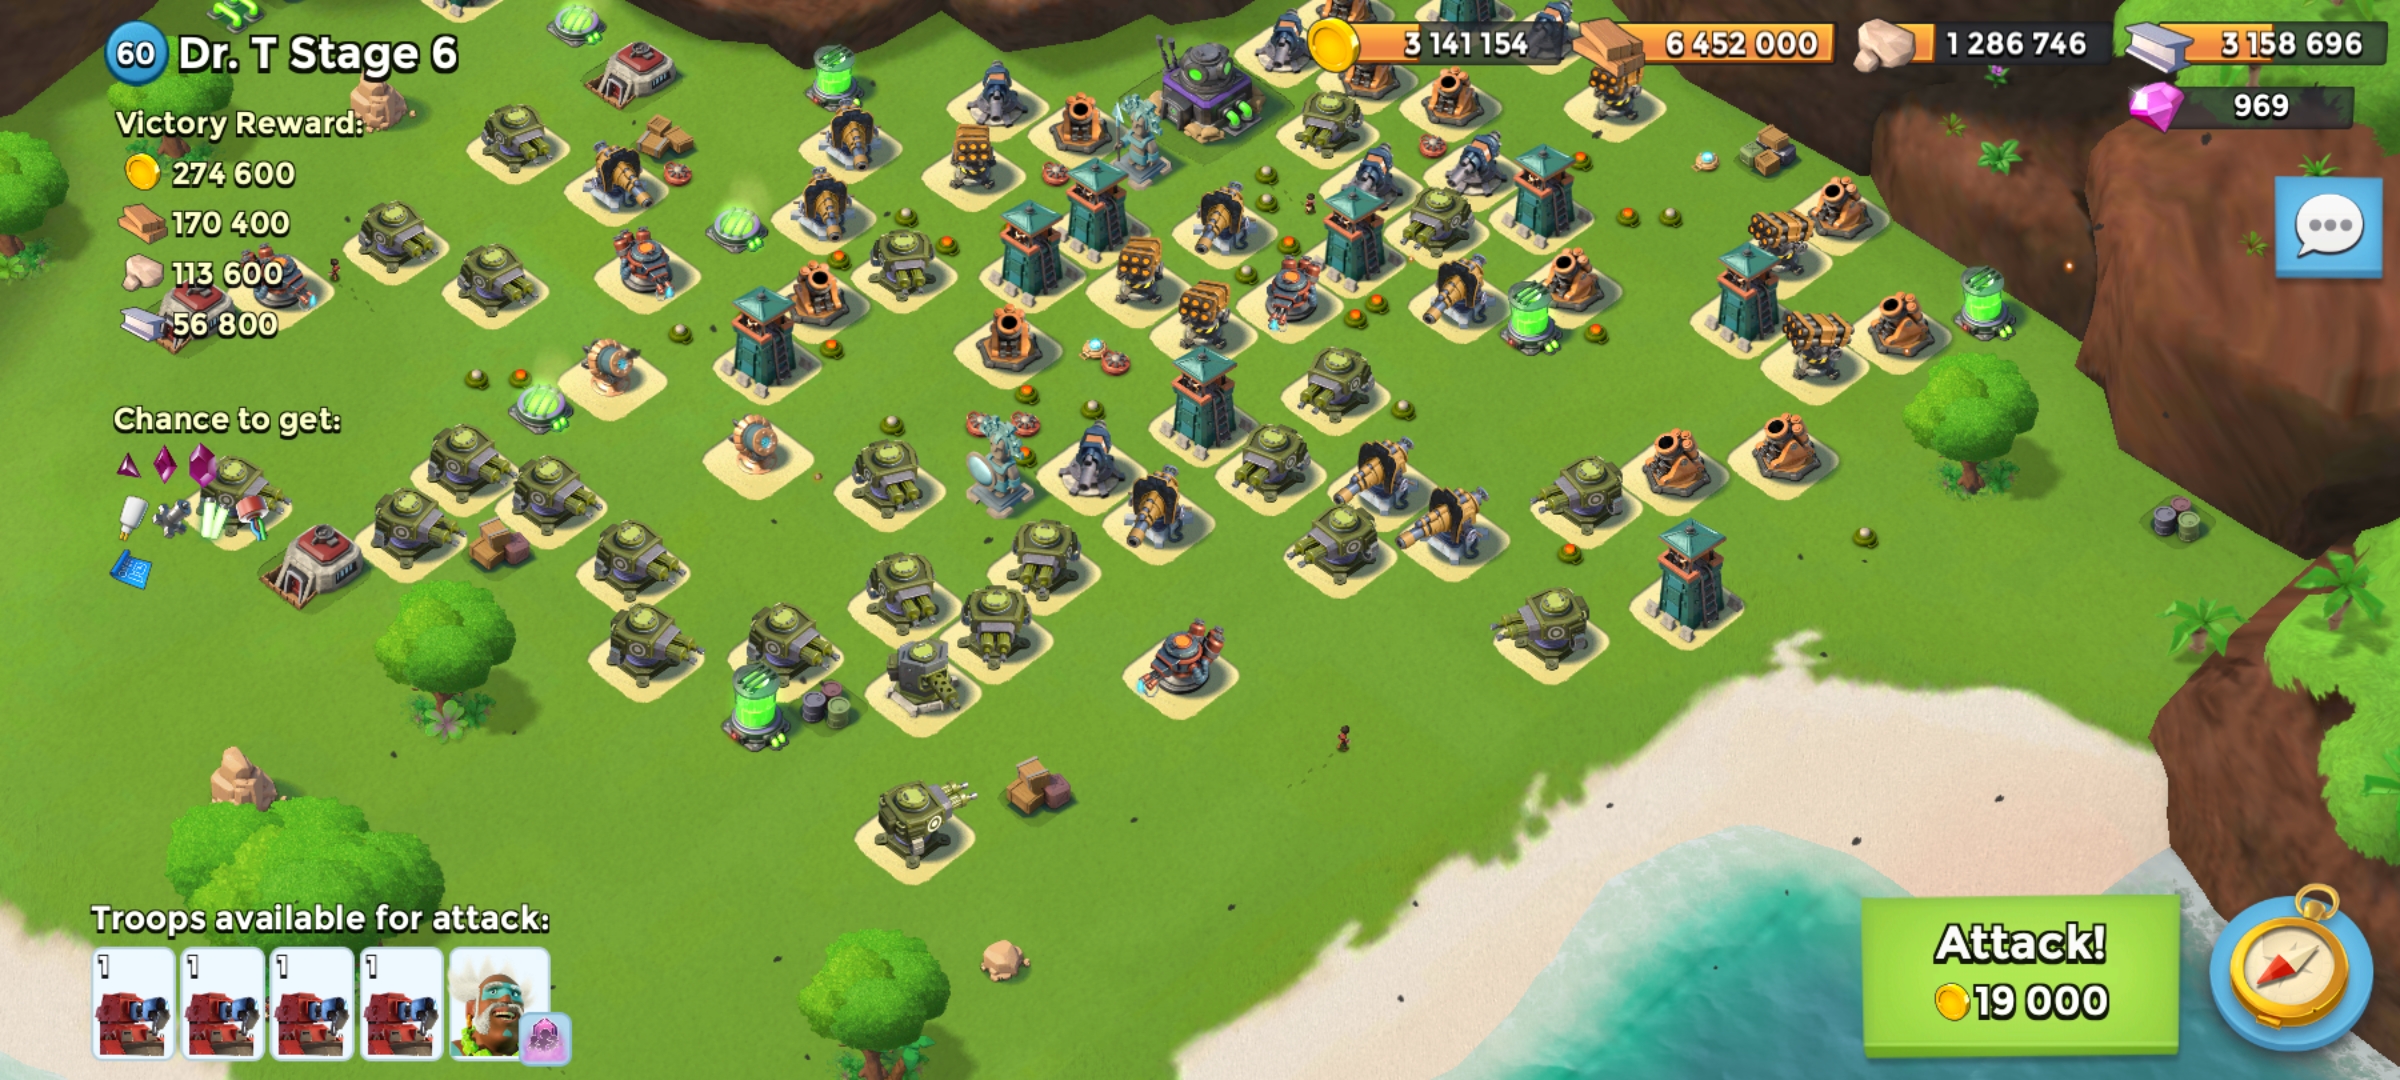 60 Dr. T Stage 6
3 141 154
6 452 000
1 286 746
3 158 696
969
Victory Reward:
274 600
170 400
113 600
56 800
Chance to get:
Troops available for attack:
1 1 1 1
Attack!
19 000